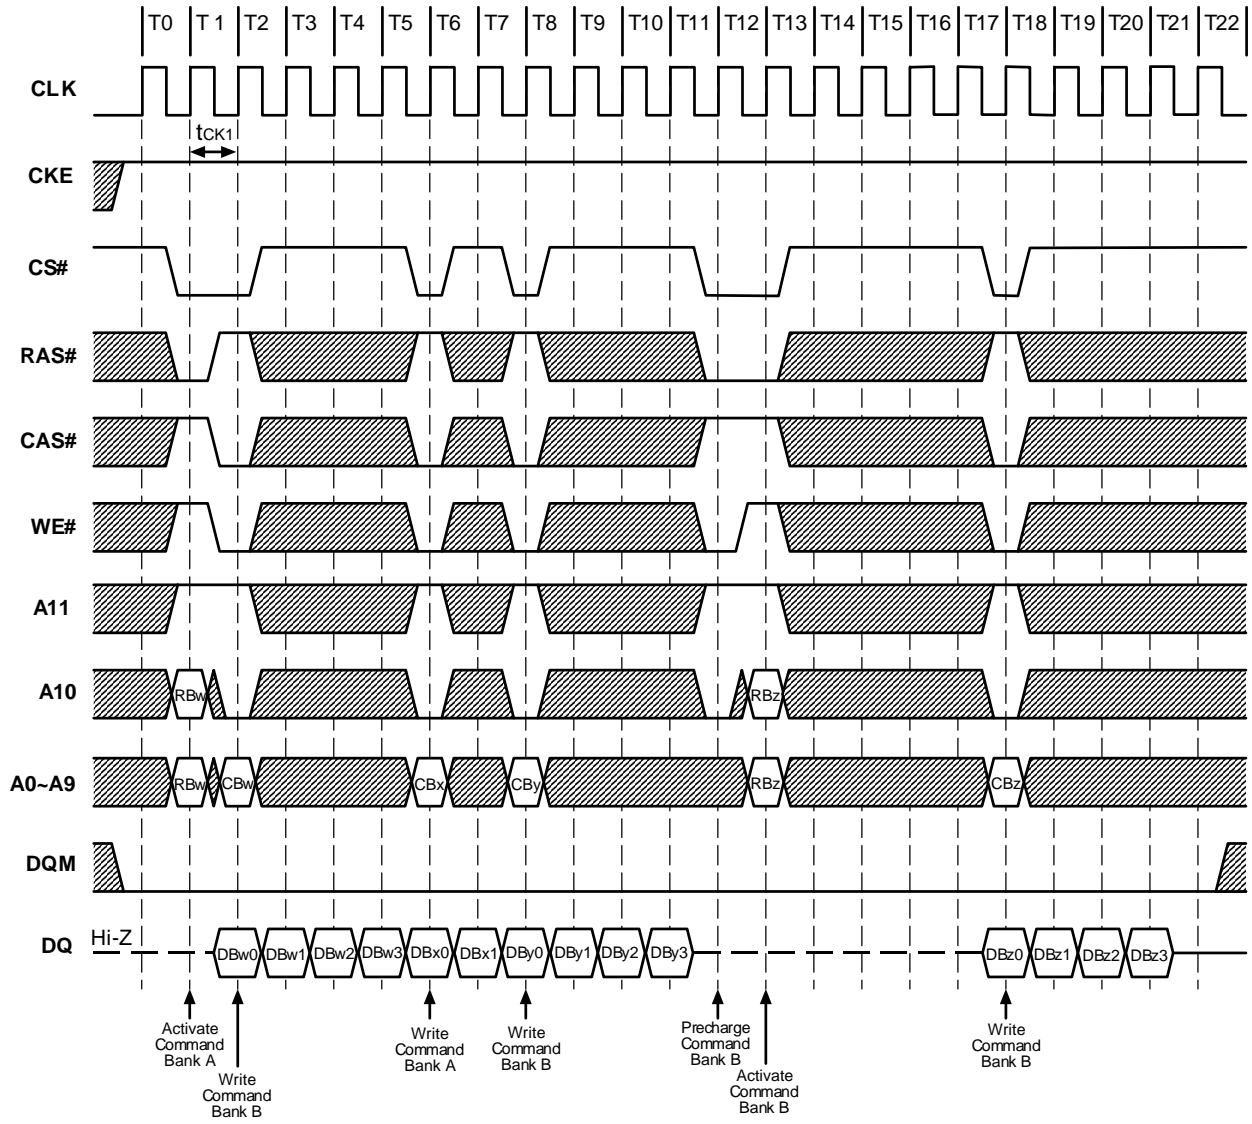 T0 T 1 T2 T3 T4 T5 T6 T7 T8 T9 T10 T11 T12 T13 T14 T15 T16 T17 T18 T19 T20 T21 T22
CLK
tCK1
CKE
CS#
RAS#
CAS#
WE#
A11
A10 RBw RBz
A0~A9 RBw CBw CBx CBy RBz CBz
DQM
DQ Hi-Z DBw0 DBw1 DBw2 DBw3 DBx0 DBx1 DBy0 DBy1 DBy2 DBy3 DBz0 DBz1 DBz2 DBz3
Activate
Command
Bank A
Write
Command
Bank B
Write
Command
Bank A
Write
Command
Bank B
Precharge
Command
Bank B
Activate
Command
Bank B
Write
Command
Bank B